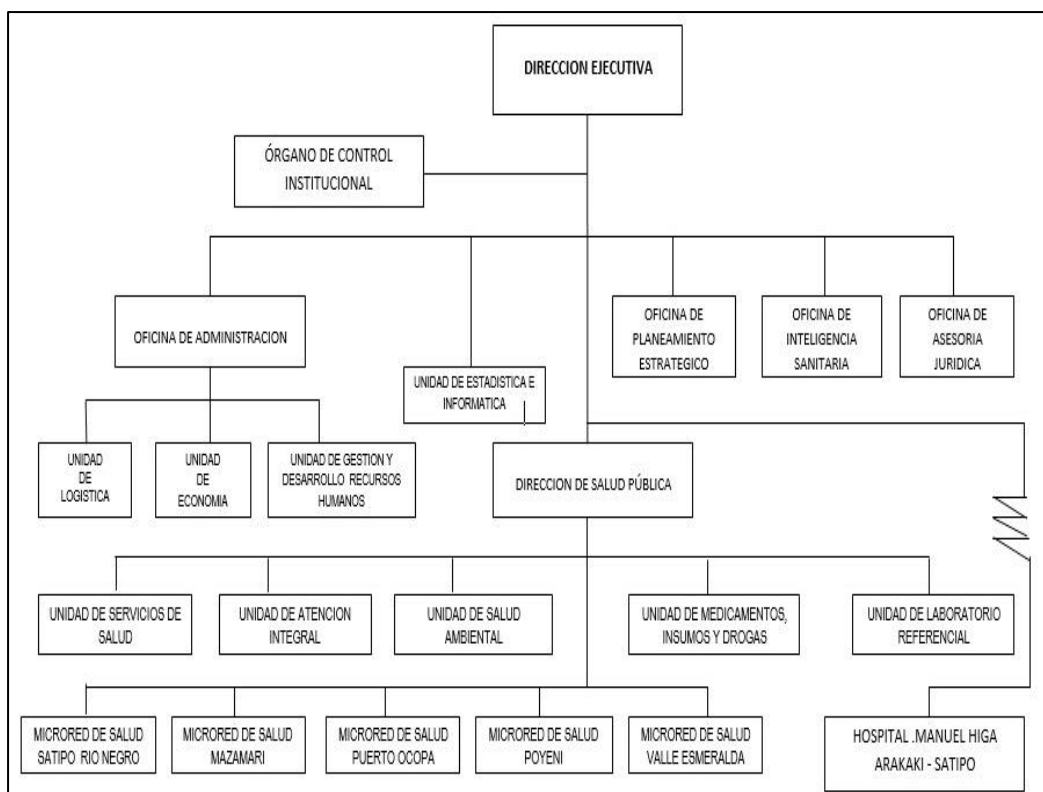 DIRECCION EJECUTIVA
ÓRGANO DE CONTROL
INSTITUCIONAL
OFICINA DE ADMINISTRACION
UNIDAD DE ESTADISTICA E
INFORMATICA
OFICINA DE
PLANEAMIENTO
ESTRATEGICO
OFICINA DE
INTELIGENCIA
SANITARIA
OFICINA DE
ASESORIA
JURIDICA
UNIDAD
DE
LOGISTICA
UNIDAD
DE
ECONOMIA
UNIDAD DE GESTION Y
DESARROLLO RECURSOS
HUMANOS
DIRECCION DE SALUD PÚBLICA
UNIDAD DE SERVICIOS DE
SALUD
UNIDAD DE ATENCION
INTEGRAL
UNIDAD DE SALUD
AMBIENTAL
UNIDAD DE MEDICAMENTOS,
INSUMOS Y DROGAS
UNIDAD DE LABORATORIO
REFERENCIAL
MICRORED DE SALUD
SATIPO RIO NEGRO
MICRORED DE SALUD
MAZAMARI
MICRORED DE SALUD
PUERTO OCOPA
MICRORED DE SALUD
POYENI
MICRORED DE SALUD
VALLE ESMERALDA
HOSPITAL .MANUEL HIGA
ARAKAKI - SATIPO